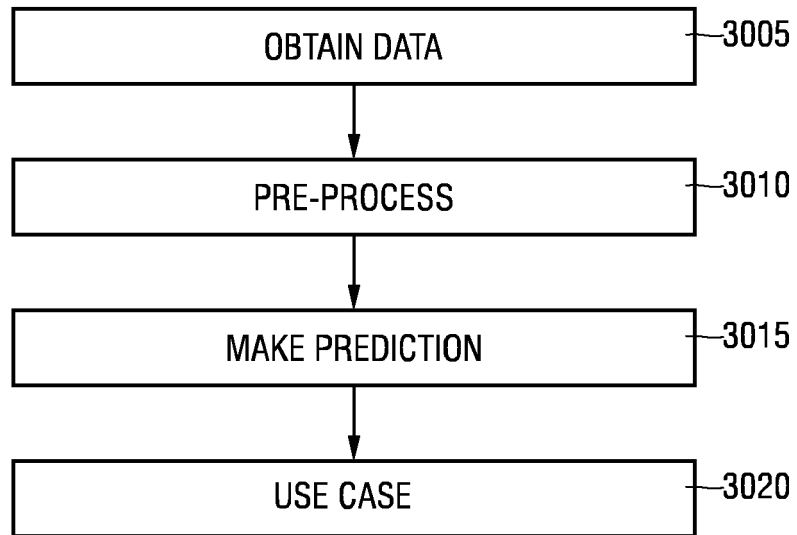 OBTAIN DATA 3005
PRE-PROCESS 3010
MAKE PREDICTION 3015
USE CASE 3020